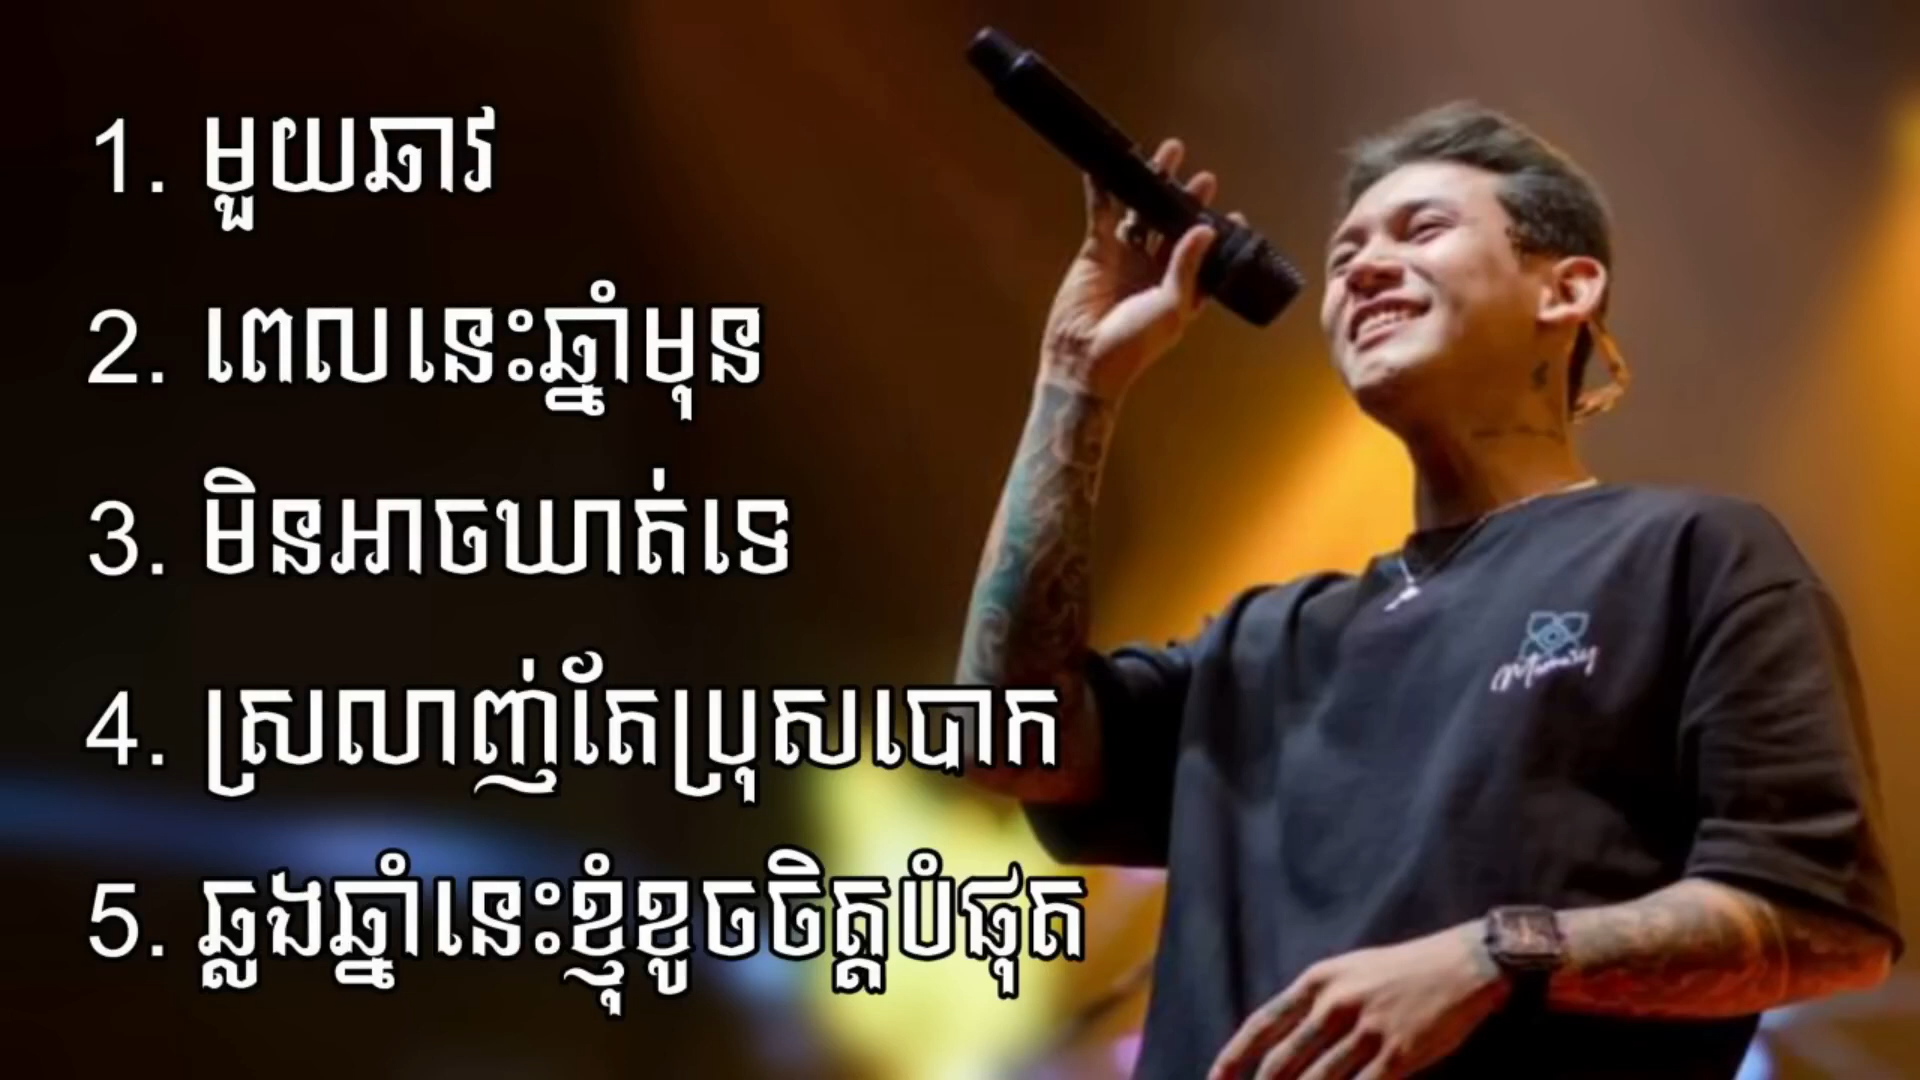 1. មួយឆាវ
2. ពេលនេះឆ្នាំមុន
3. មិនអាចឃាត់ទេ
4. ស្រលាញ់តែប្រុសបោក
5. ឆ្លងឆ្នាំនេះខ្ញុំខូចចិត្តបំផុត